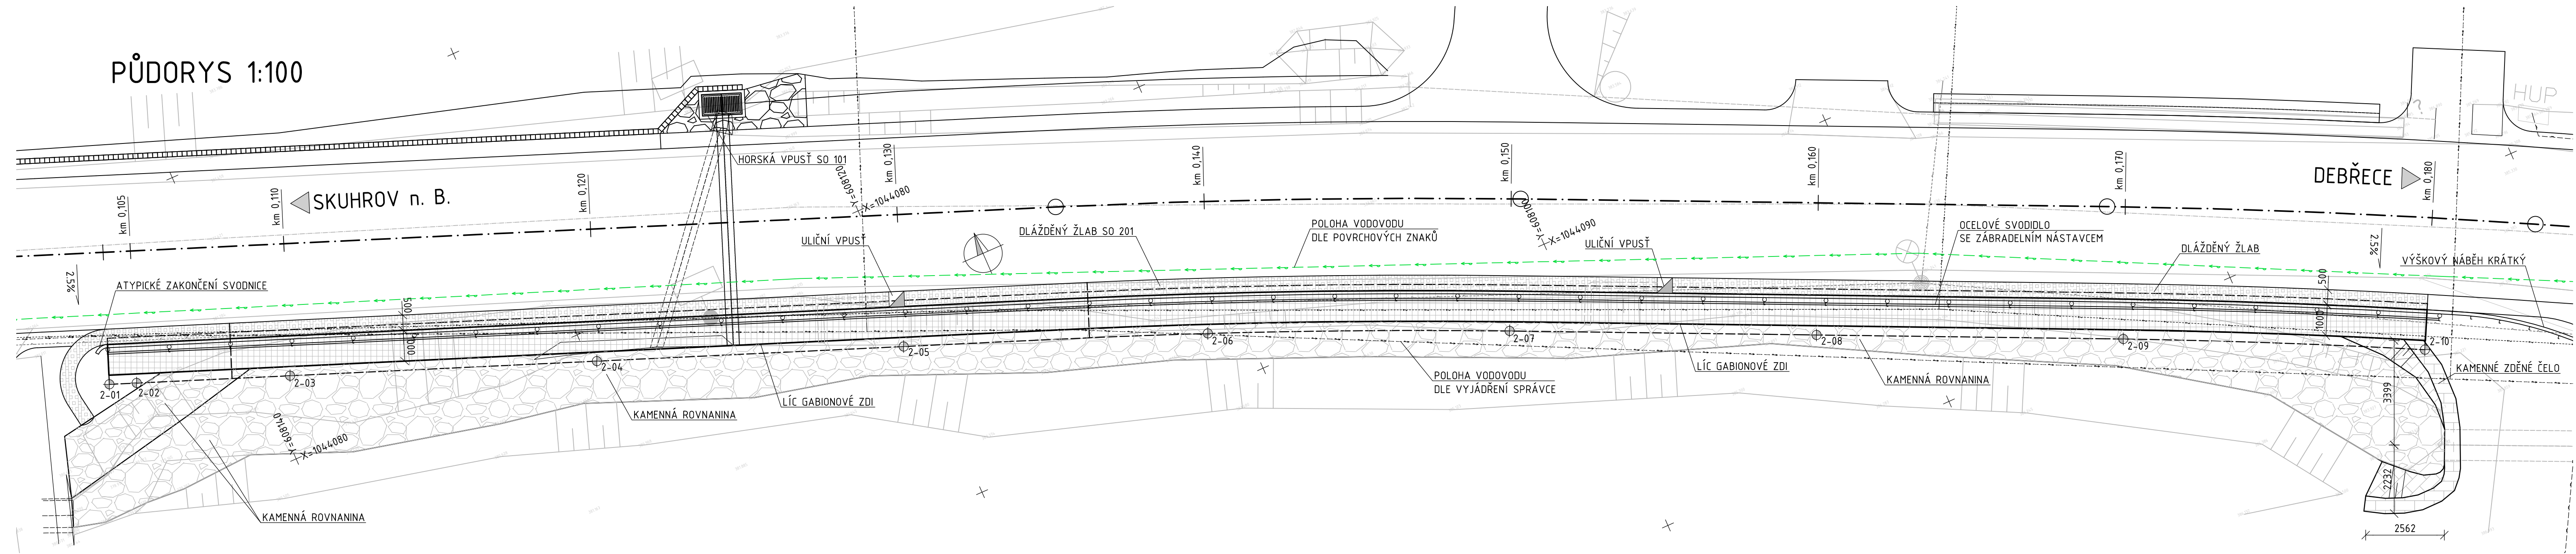 PŮDORYS 1:100
HUP
?
HORSKÁ VPUSŤ SO 101
km 0,105
km 0,110
km 0,120
km 0,130
km 0,140
km 0,150
km 0,160
km 0,170
km 0,180
SKUHROV n. B.
DEBŘECE
Y=608120
X=1044080
Y=608100
X=1044090
2.5%
2.5%
ULIČNÍ VPUSŤ
DLÁŽDĚNÝ ŽLAB SO 201
POLOHA VODOVODU
DLE POVRCHOVÝCH ZNAKŮ
ULIČNÍ VPUSŤ
OCELOVÉ SVODIDLO
SE ZÁBRADELNÍM NÁSTAVCEM
DLÁŽDĚNÝ ŽLAB
VÝŠKOVÝ NÁBĚH KRÁTKÝ
ATYPICKÉ ZAKONČENÍ SVODNICE
500
1000
500
1000
2-01
2-02
2-03
2-04
2-05
2-06
2-07
2-08
2-09
2-10
KAMENNÁ ROVNANINA
LÍC GABIONOVÉ ZDI
POLOHA VODOVODU
DLE VYJÁDŘENÍ SPRÁVCE
LÍC GABIONOVÉ ZDI
KAMENNÁ ROVNANINA
KAMENNÉ ZDĚNÉ ČELO
Y=608140
X=1044080
KAMENNÁ ROVNANINA
3399
2232
2562